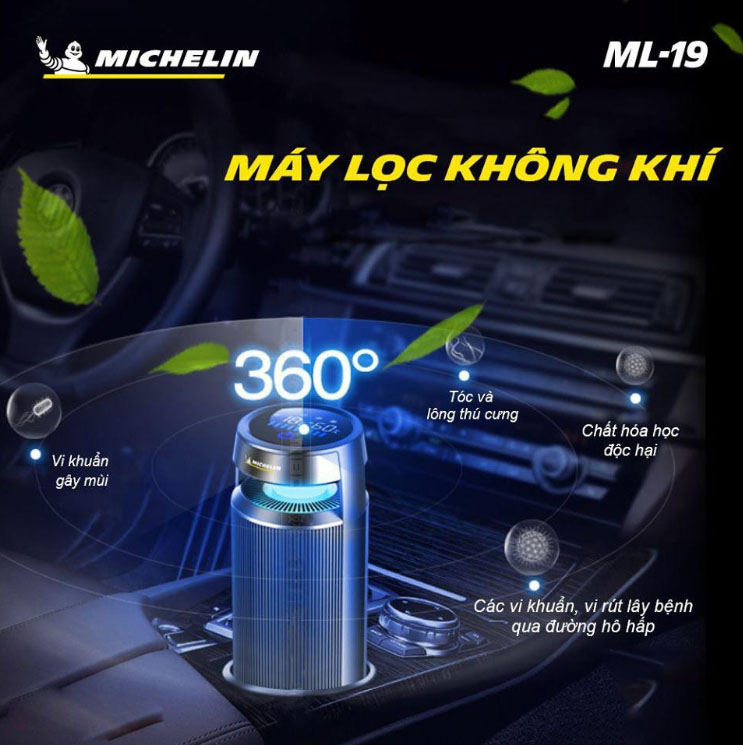 MICHELIN
ML-19
MÁY LỌC KHÔNG KHÍ
360°
Tóc và
lông thú cưng
Chất hóa học
độc hại
Vi khuẩn
gây mùi
MICHELIN
Các vi khuẩn, vi rút lây bệnh
qua đường hô hấp